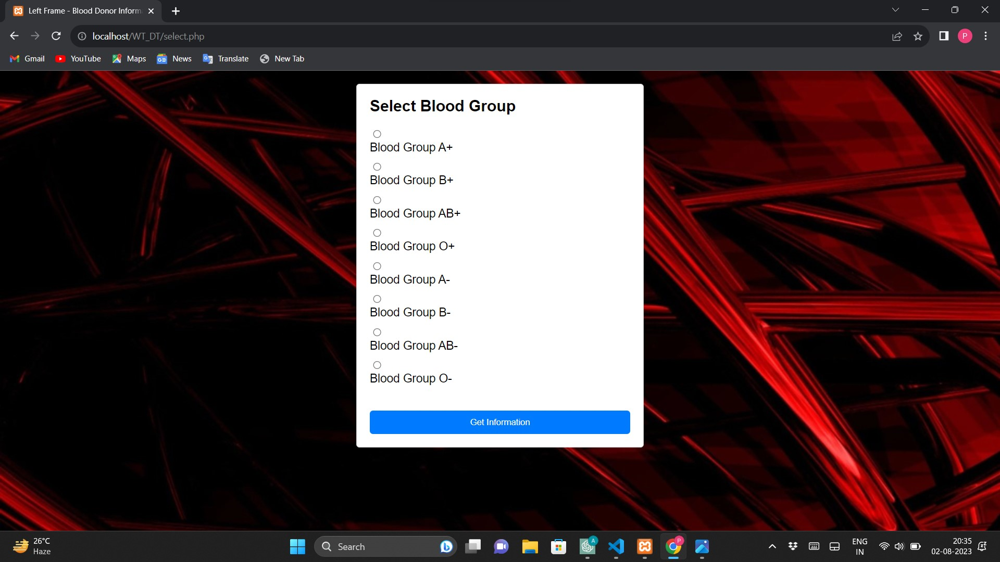 Left Frame - Blood Donor Inform
localhost/WT_DT/select.php
P
Gmail YouTube Maps News Translate New Tab
Select Blood Group
Blood Group A+
Blood Group B+
Blood Group AB+
Blood Group O+
Blood Group A-
Blood Group B-
Blood Group AB-
Blood Group O-
Get Information
26°C
Haze
Search
A
P
ENG
IN
20:35
02-08-2023